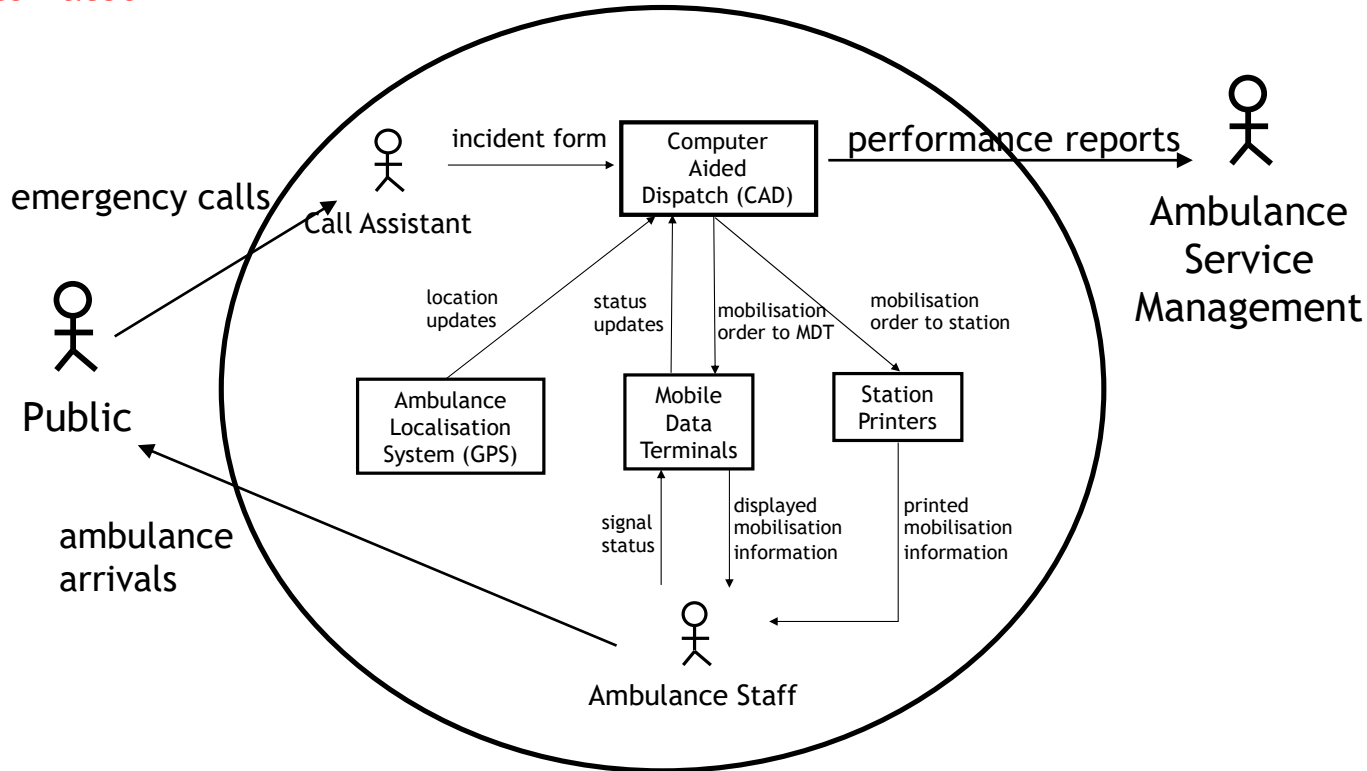 incident form
Computer
Aided
Dispatch (CAD)
performance reports
emergency calls
Call Assistant
Ambulance
Service
Management
location
updates
status
updates
mobilisation
order to MDT
mobilisation
order to station
Public
Ambulance
Localisation
System (GPS)
Mobile
Data
Terminals
Station
Printers
ambulance
arrivals
signal
status
displayed
mobilisation
information
printed
mobilisation
information
Ambulance Staff